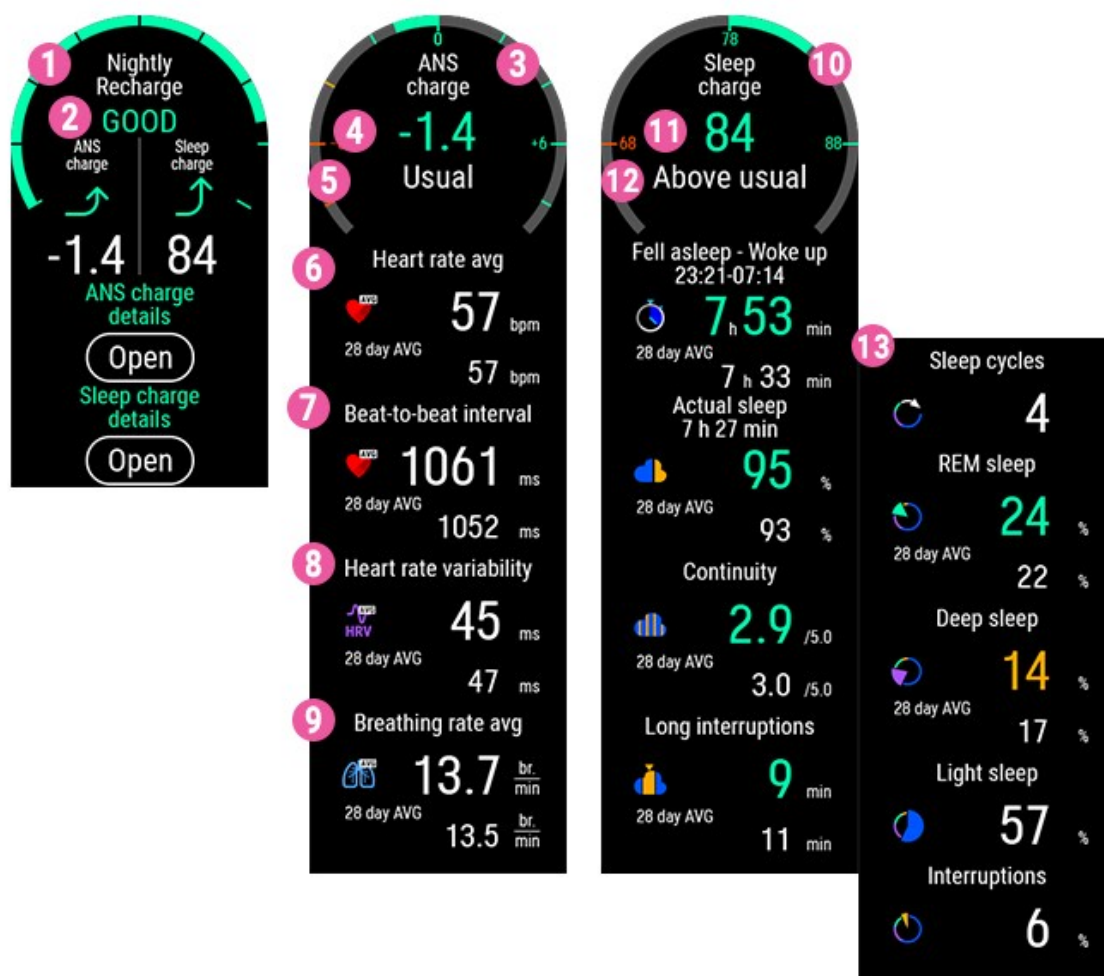 1
Nightly
Recharge
2
GOOD
ANS
charge
Sleep
charge
-1.4
84
ANS charge
details
Open
Sleep charge
details
Open
0
3
ANS
charge
4
-1.4
+6
5
Usual
6
Heart rate avg
AVG
57 bpm
28 day AVG
57 bpm
7
Beat-to-beat interval
AVG
1061 ms
28 day AVG
1052 ms
8
Heart rate variability
AVG
HRV
45 ms
28 day AVG
47 ms
9
Breathing rate avg
AVG
13.7 br.
min
28 day AVG
13.5 br.
min
78
10
Sleep
charge
68
11
84
88
12
Above usual
Fell asleep - Woke up
23:21-07:14
7 h 53 min
28 day AVG
7 h 33 min
Actual sleep
7 h 27 min
95 %
28 day AVG
93 %
Continuity
2.9 /5.0
28 day AVG
3.0 /5.0
Long interruptions
9 min
28 day AVG
11 min
13
Sleep cycles
4
REM sleep
24 %
28 day AVG
22 %
Deep sleep
14 %
28 day AVG
17 %
Light sleep
57 %
Interruptions
6 %